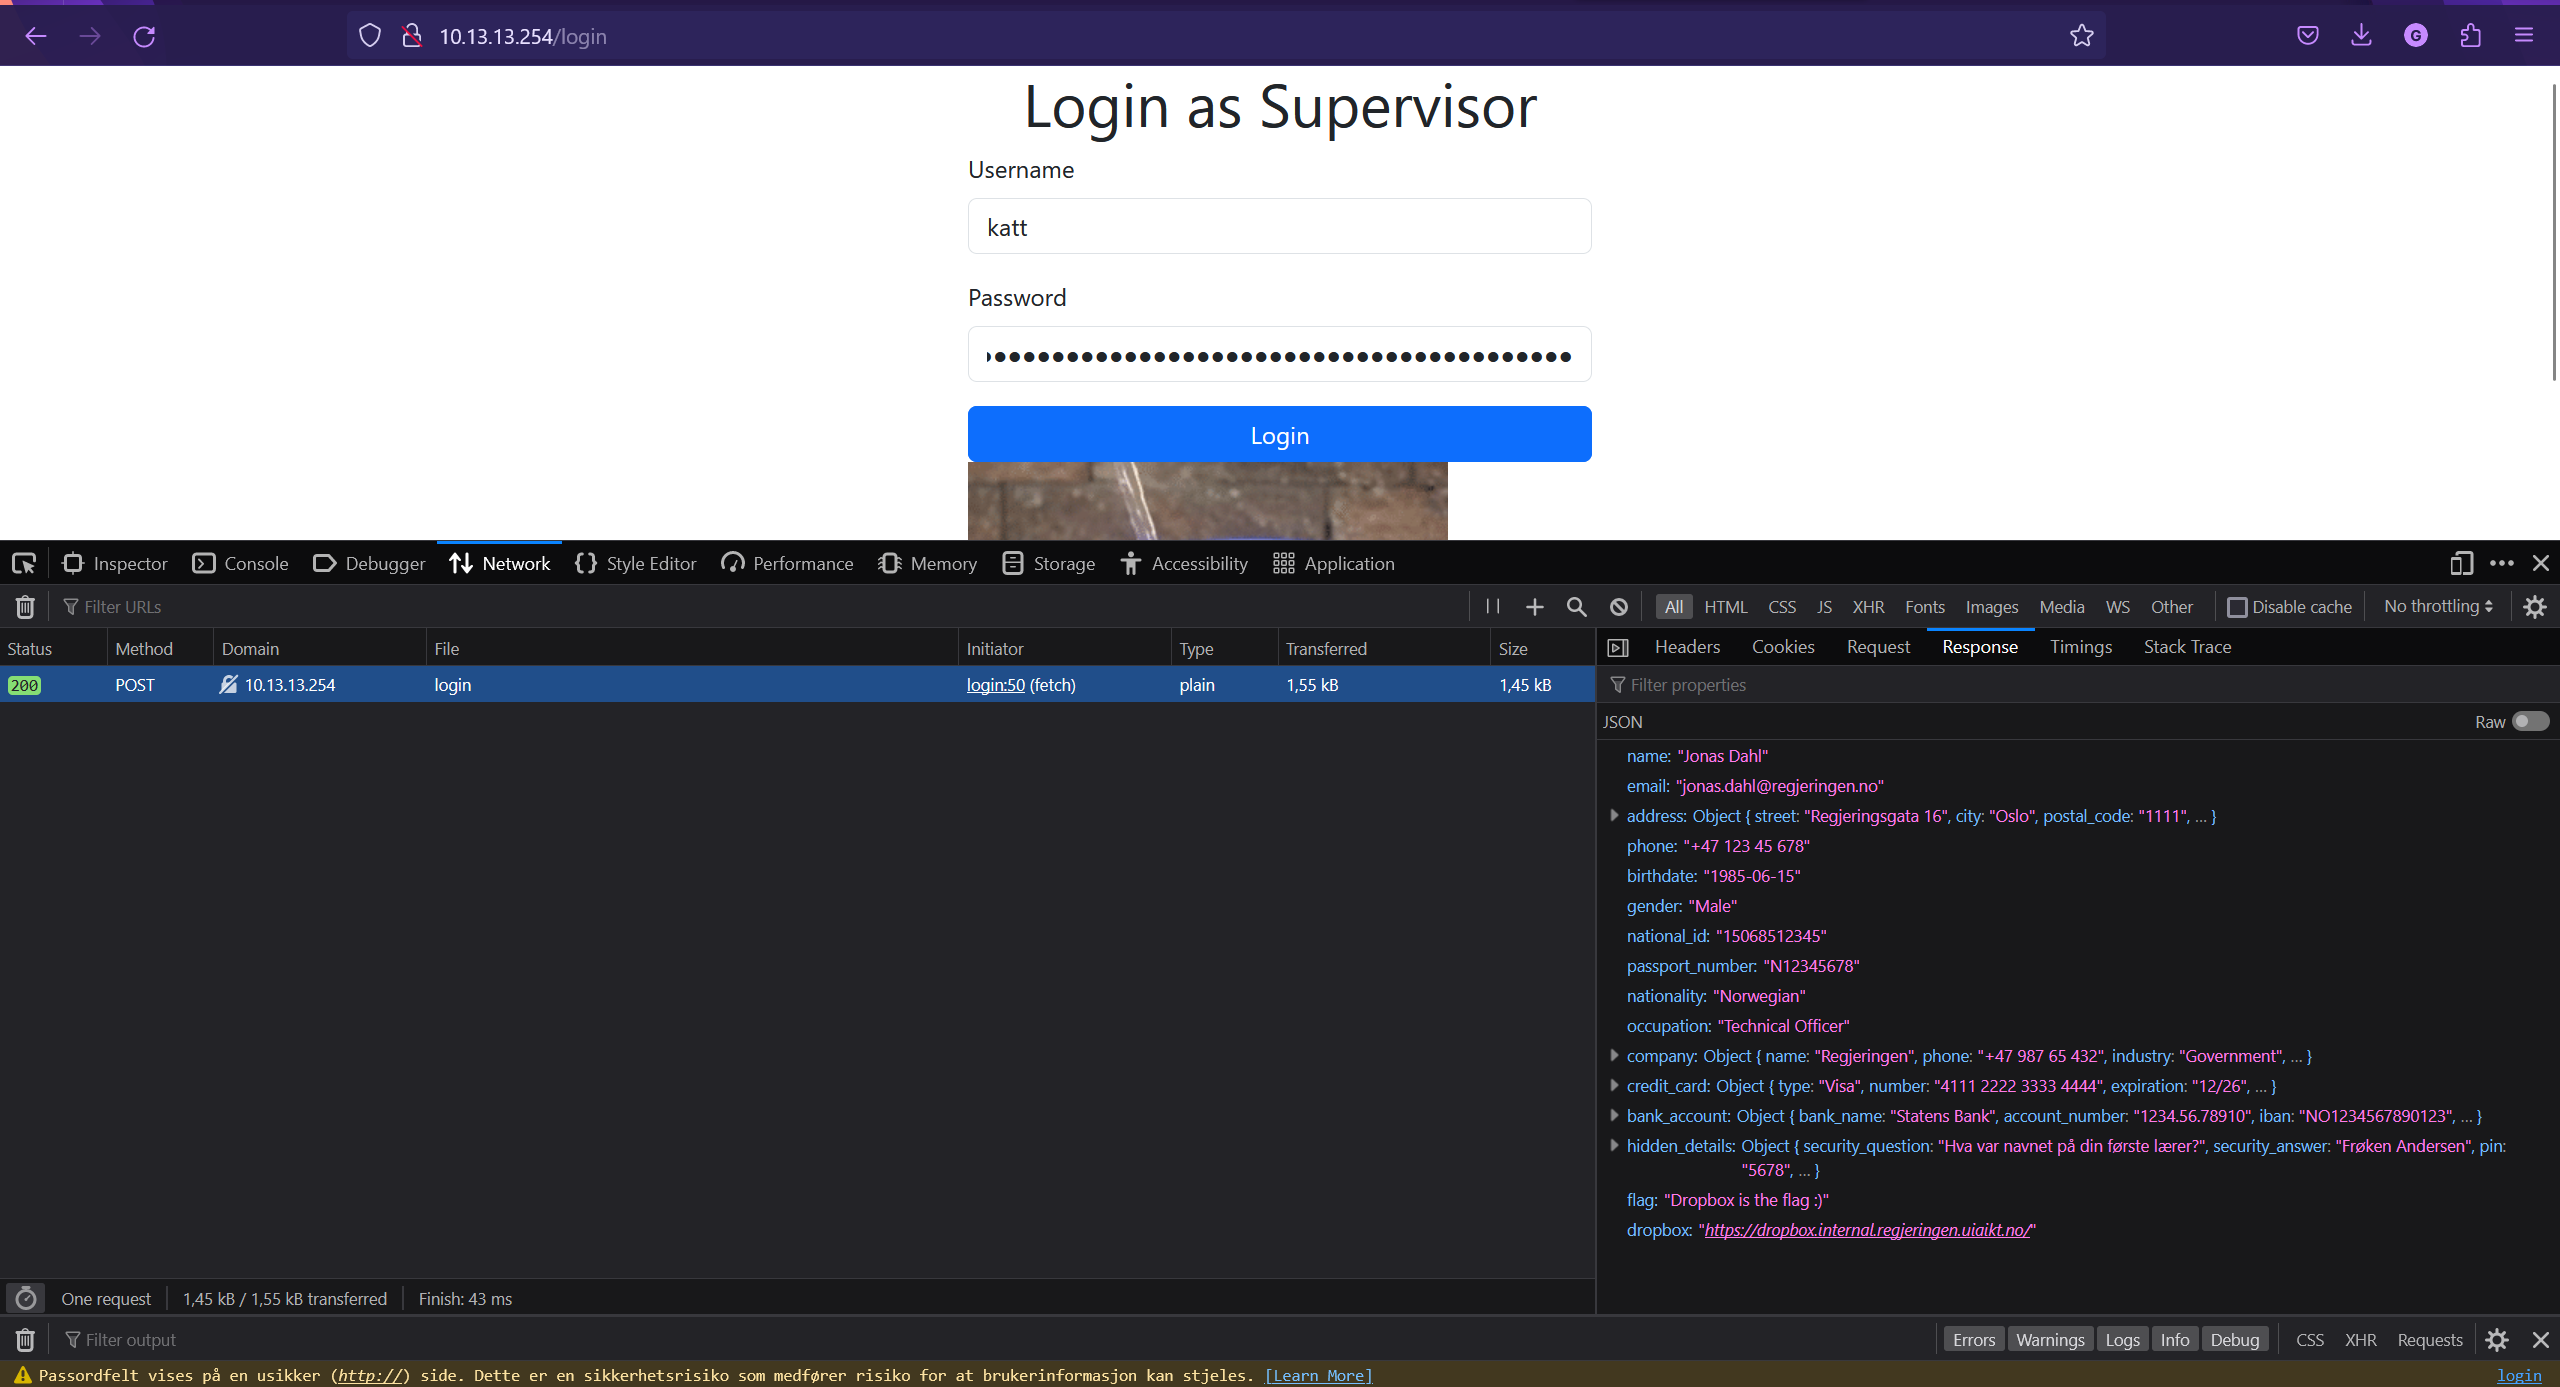 10.13.13.254/login
Login as Supervisor
Username
katt
Password
Login
Inspector Console Debugger Network Style Editor Performance Memory Storage Accessibility Application
Filter URLs All HTML CSS JS XHR Fonts Images Media WS Other Disable cache No throttling
Status Method Domain File Initiator Type Transferred Size
200 POST 10.13.13.254 login login:50 (fetch) plain 1,55 kB 1,45 kB
Headers Cookies Request Response Timings Stack Trace
Filter properties
JSON Raw
name: "Jonas Dahl"
email: "jonas.dahl@regjeringen.no"
address: Object { street: "Regjeringsgata 16", city: "Oslo", postal_code: "1111", … }
phone: "+47 123 45 678"
birthdate: "1985-06-15"
gender: "Male"
national_id: "15068512345"
passport_number: "N12345678"
nationality: "Norwegian"
occupation: "Technical Officer"
company: Object { name: "Regjeringen", phone: "+47 987 65 432", industry: "Government", … }
credit_card: Object { type: "Visa", number: "4111 2222 3333 4444", expiration: "12/26", … }
bank_account: Object { bank_name: "Statens Bank", account_number: "1234.56.78910", iban: "NO1234567890123", … }
hidden_details: Object { security_question: "Hva var navnet på din første lærer?", security_answer: "Frøken Andersen", pin:
"5678", … }
flag: "Dropbox is the flag :)"
dropbox: "https://dropbox.internal.regjeringen.uiaikt.no/"
One request 1,45 kB / 1,55 kB transferred Finish: 43 ms
Filter output Errors Warnings Logs Info Debug CSS XHR Requests
Passordfelt vises på en usikker (http://) side. Dette er en sikkerhetsrisiko som medfører risiko for at brukerinformasjon kan stjeles. [Learn More] login